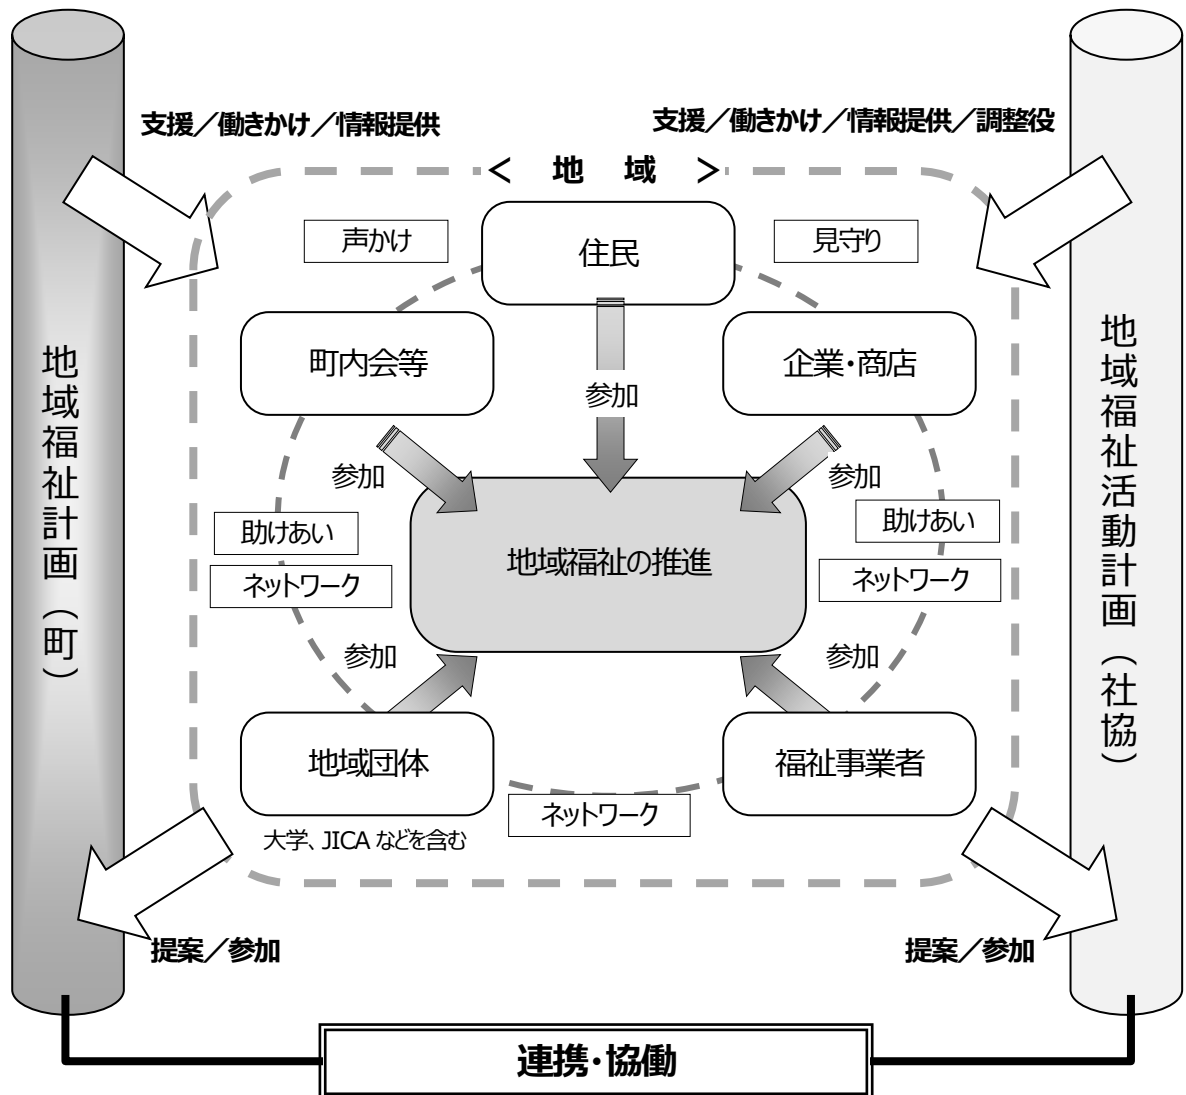 支援／働きかけ／情報提供
支援／働きかけ／情報提供／調整役
＜ 地 域 ＞
声かけ
住民
見守り
町内会等
企業・商店
地域福祉計画（町）
地域福祉活動計画（社協）
参加
参加
参加
助けあい
助けあい
地域福祉の推進
ネットワーク
ネットワーク
参加
参加
地域団体
福祉事業者
ネットワーク
大学、JICA などを含む
提案／参加
提案／参加
連携・協働